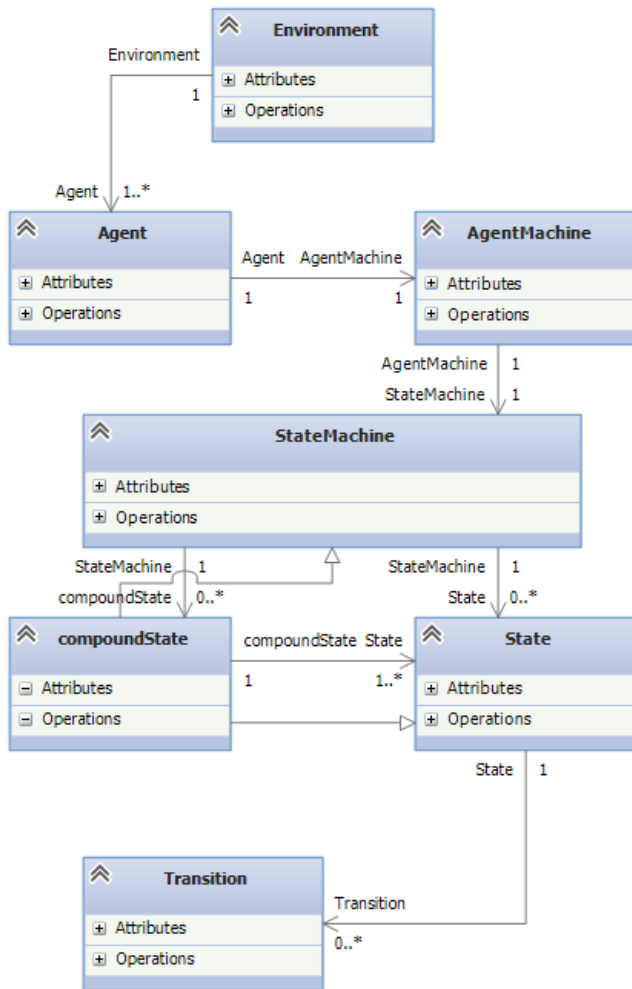 Environment
Attributes
Operations
Environment
1
Agent 1..*
Agent
Attributes
Operations
Agent AgentMachine
1 1
AgentMachine
Attributes
Operations
AgentMachine 1
StateMachine 1
StateMachine
Attributes
Operations
StateMachine 1
compoundState 0..*
StateMachine 1
State 0..*
compoundState
Attributes
Operations
compoundState State
1 1..*
State
Attributes
Operations
State 1
Transition
0..*
Transition
Attributes
Operations